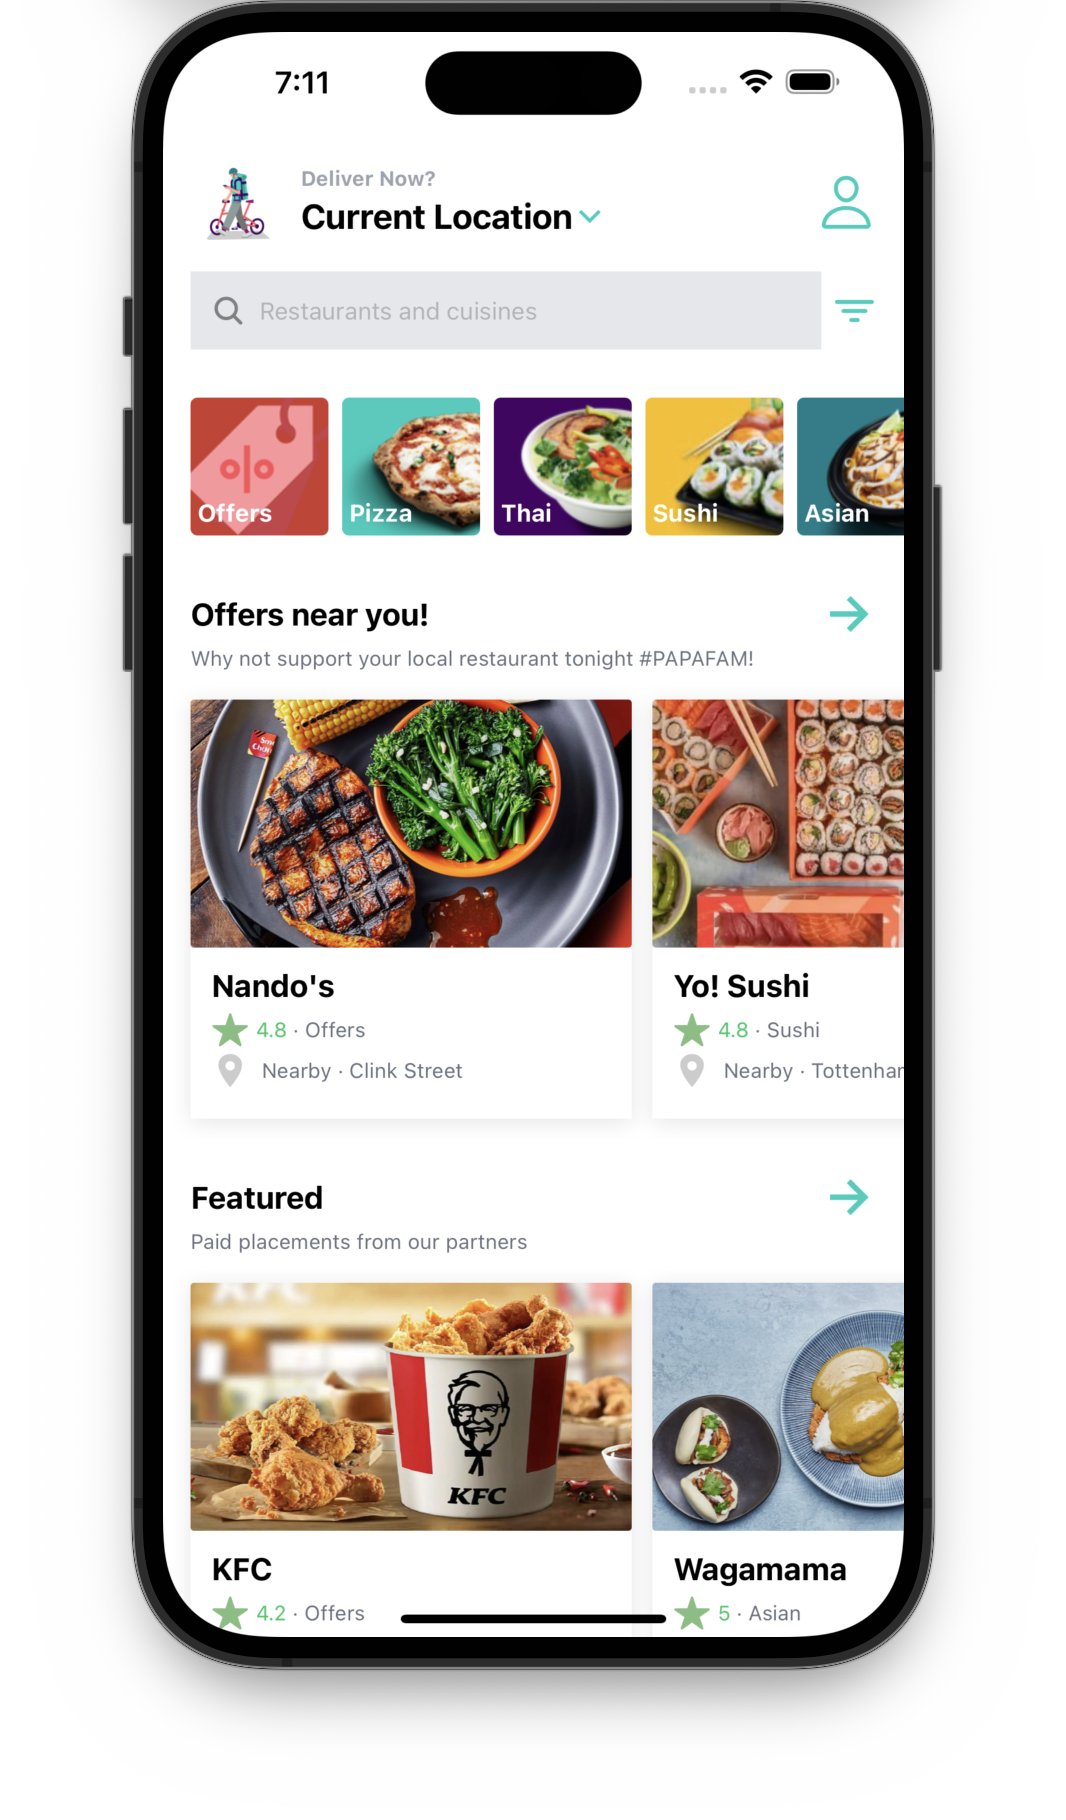 7:11
Deliver Now?
Current Location
Restaurants and cuisines
Offers
Pizza
Thai
Sushi
Asian
Offers near you!
Why not support your local restaurant tonight #PAPAFAM!
Nando's
4.8 · Offers
Nearby · Clink Street
Yo! Sushi
4.8 · Sushi
Nearby · Tottenhar
Featured
Paid placements from our partners
KFC
KFC
KFC
4.2 · Offers
Wagamama
5 · Asian